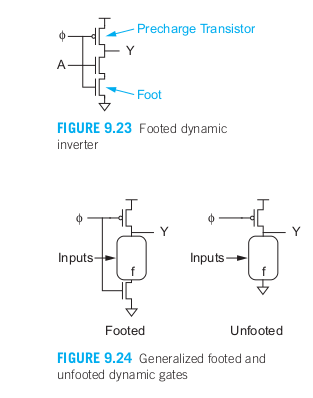 ϕ
Precharge Transistor
Y
A
Foot
FIGURE 9.23 Footed dynamic
inverter
ϕ
Y
Inputs
f
Footed
ϕ
Y
Inputs
f
Unfooted
FIGURE 9.24 Generalized footed and
unfooted dynamic gates